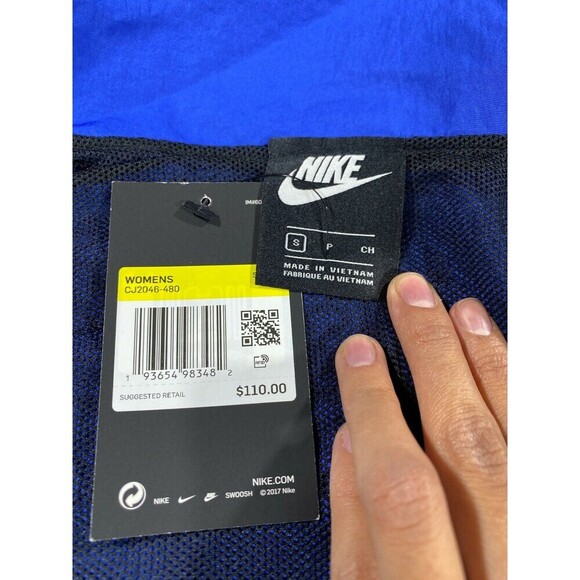 NIKE
S P CH
MADE IN VIETNAM
FABRIQUE AU VIETNAM
WOMENS S
CJ2046-480
1 93654 98348 2
SUGGESTED RETAIL $110.00
NIKE.COM
NIKE SWOOSH © 2017 Nike